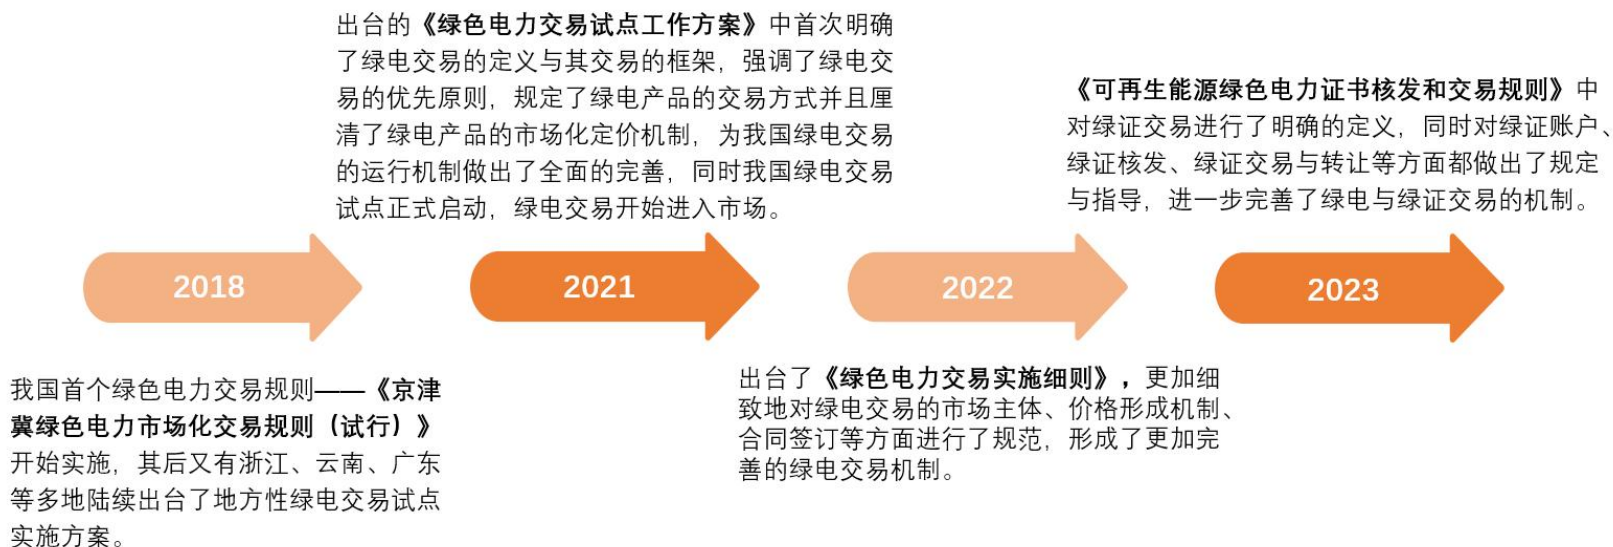 出台的《绿色电力交易试点工作方案》中首次明确
了绿电交易的定义与其交易的框架，强调了绿电交
易的优先原则，规定了绿电产品的交易方式并且厘
清了绿电产品的市场化定价机制，为我国绿电交易
的运行机制做出了全面的完善，同时我国绿电交易
试点正式启动，绿电交易开始进入市场。
《可再生能源绿色电力证书核发和交易规则》中
对绿证交易进行了明确的定义，同时对绿证账户、
绿证核发、绿证交易与转让等方面都做出了规定
与指导，进一步完善了绿电与绿证交易的机制。
2018
2021
2022
2023
我国首个绿色电力交易规则——《京津
冀绿色电力市场化交易规则（试行）》
开始实施，其后又有浙江、云南、广东
等多地陆续出台了地方性绿电交易试点
实施方案。
出台了《绿色电力交易实施细则》，更加细
致地对绿电交易的市场主体、价格形成机制、
合同签订等方面进行了规范，形成了更加完
善的绿电交易机制。